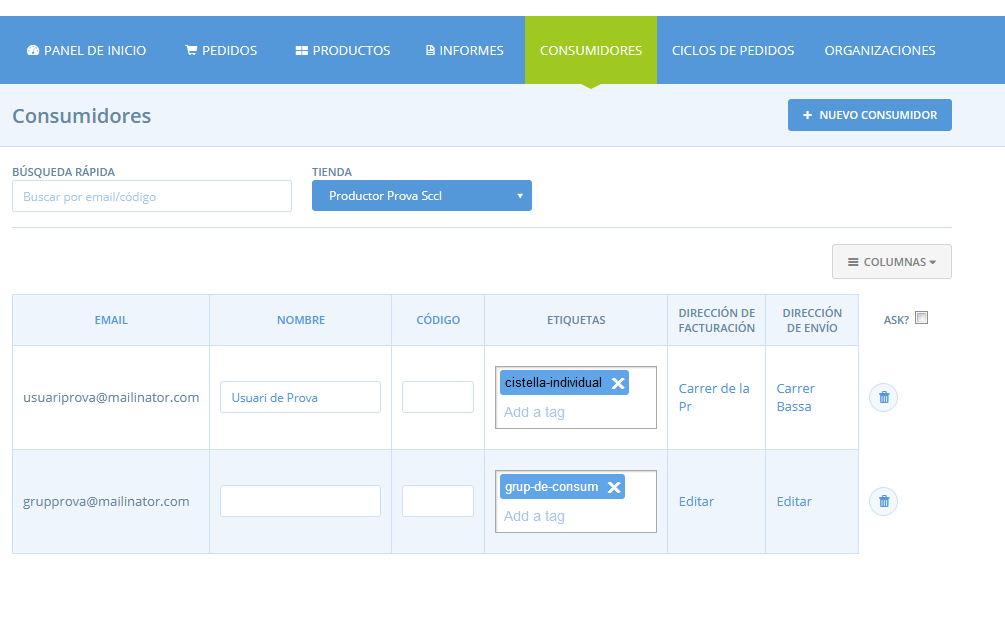 PANEL DE INICIO PEDIDOS PRODUCTOS INFORMES CONSUMIDORES CICLOS DE PEDIDOS ORGANIZACIONES
Consumidores
+ NUEVO CONSUMIDOR
BÚSQUEDA RÁPIDA
TIENDA
Buscar por email/código
Productor Prova Sccl
COLUMNAS
EMAIL NOMBRE CÓDIGO ETIQUETAS
DIRECCIÓN DE
FACTURACIÓN
DIRECCIÓN
DE ENVÍO
ASK?
usuariprova@mailinator.com
Usuari de Prova
cistella-individual
Add a tag
Carrer de la
Pr
Carrer
Bassa
grupprova@mailinator.com
grup-de-consum
Add a tag
Editar
Editar